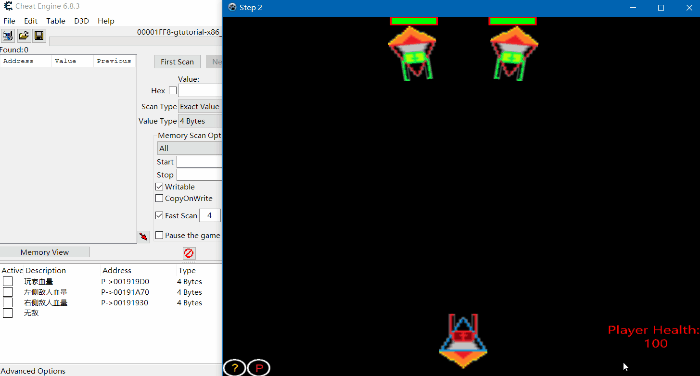 Cheat Engine 6.8.3
File Edit Table D3D Help
00001FF8-gtutorial-x86_
Found:0
Address Value Previous
First Scan
Value:
Hex
Scan Type Exact Value
Value Type 4 Bytes
Memory Scan Opt
All
Start
Stop
Writable
CopyOnWrite
Fast Scan 4
Pause the game
Memory View
Active Description Address Type
玩家血量 P->001919D0 4 Bytes
左侧敌人血量 P->00191A70 4 Bytes
右侧敌人血量 P->00191930 4 Bytes
无敌
Advanced Options
Step 2
Player Health:
100
? P